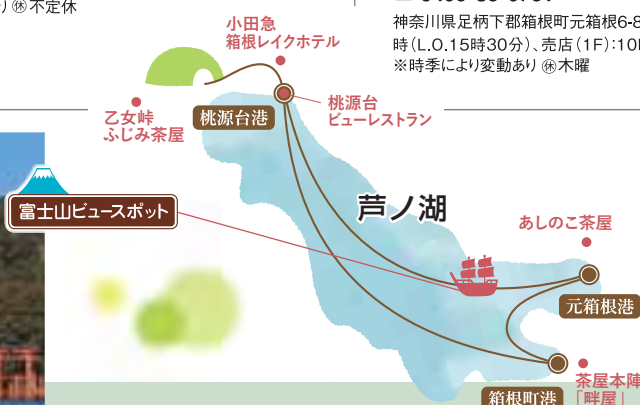 り ㊡ 不定休
神奈川県足柄下郡箱根町元箱根6-8
時(L.O.15時30分)、売店(1F):10
※時季により変動あり ㊡木曜
小田急
箱根レイクホテル
乙女峠
ふじみ茶屋
桃源台港
桃源台
ビューレストラン
富士山ビュースポット
芦ノ湖
あしのこ茶屋
元箱根港
箱根町港
茶屋本陣
「畔屋」